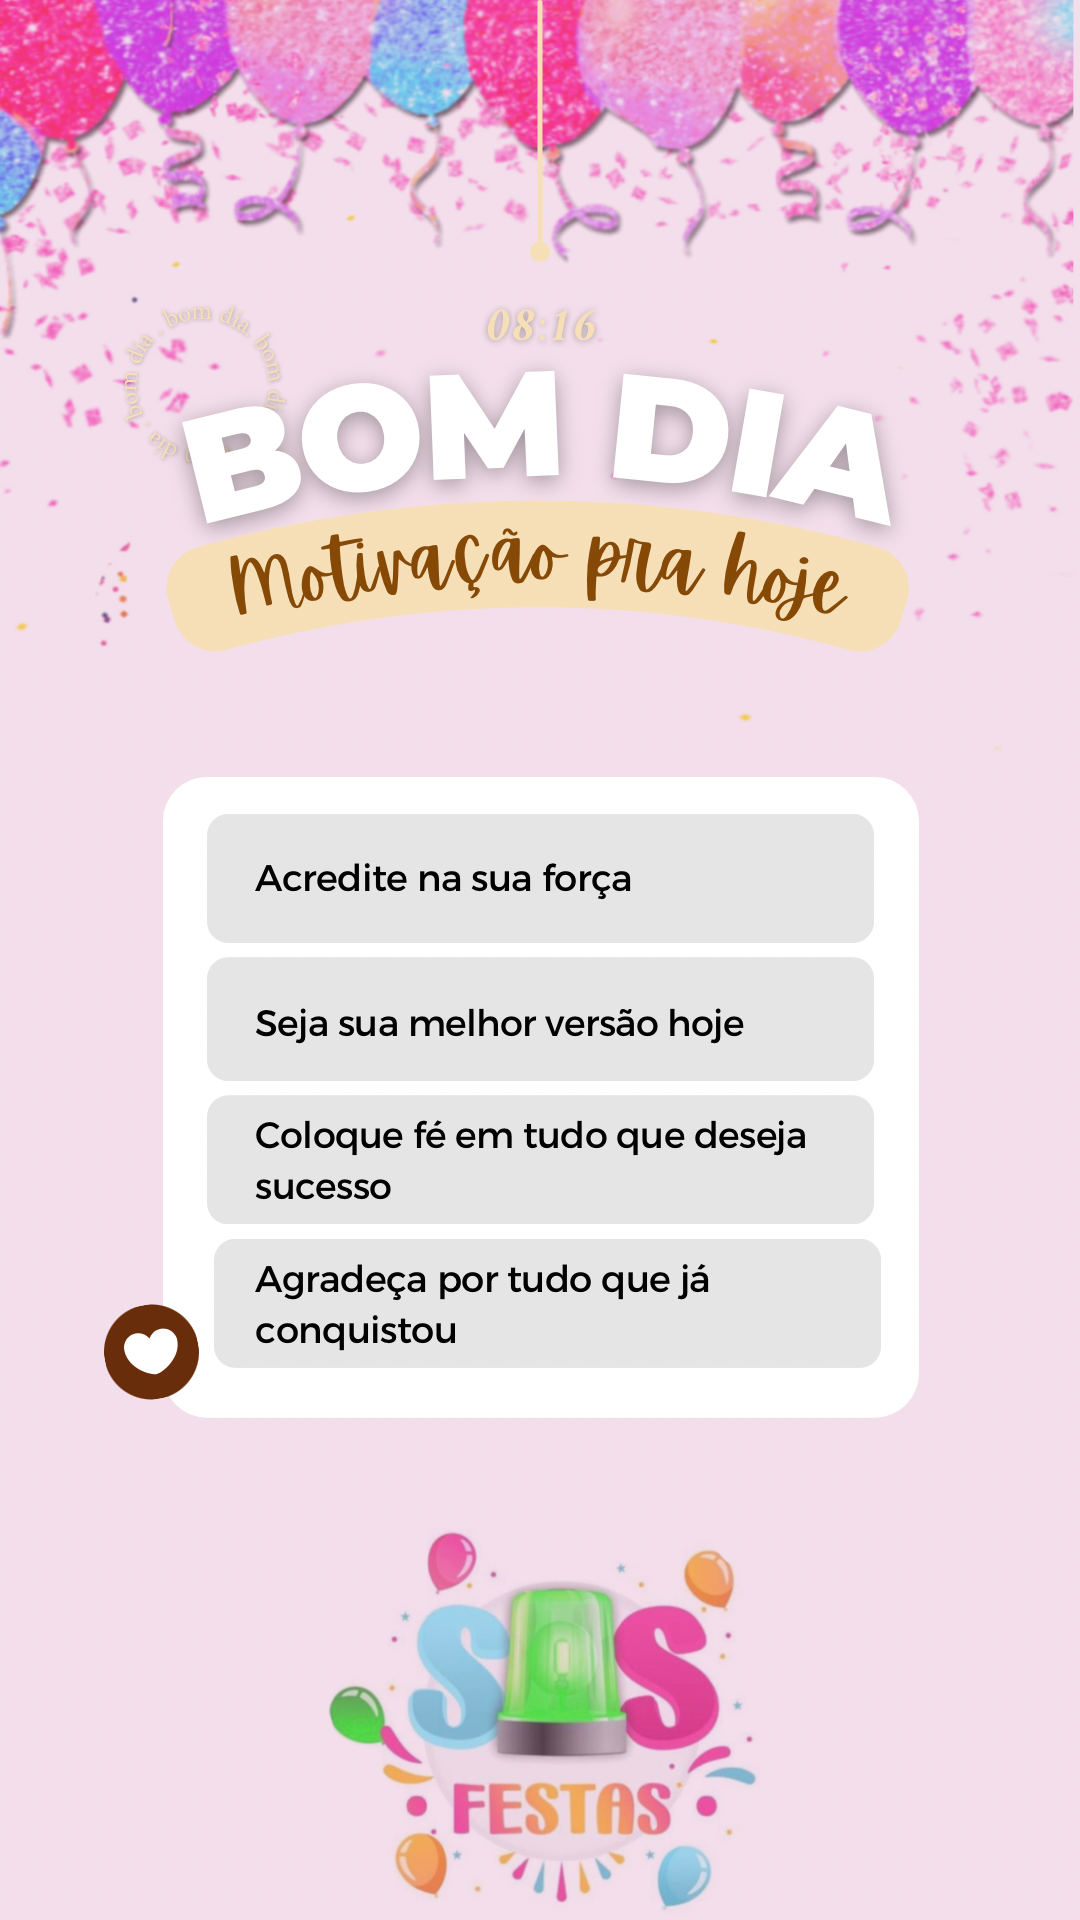 08:16
bom dia . bom dia . bom dia
BOM DIA
Motivação pra hoje
Acredite na sua força
Seja sua melhor versão hoje
Coloque fé em tudo que deseja
sucesso
Agradeça por tudo que já
conquistou
SOS
FESTAS